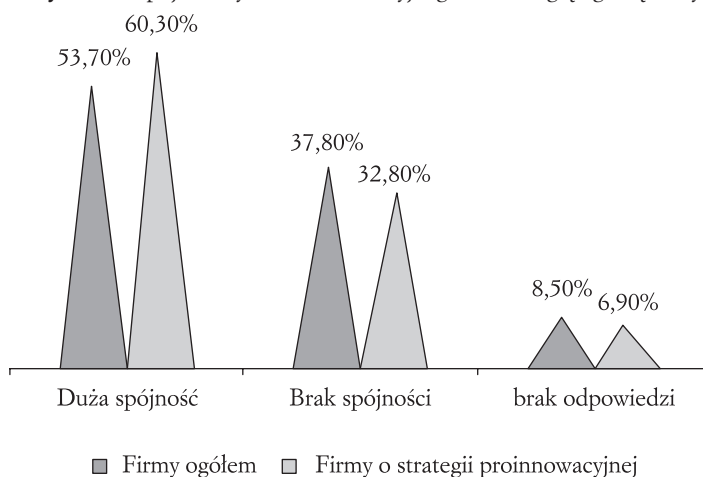 60,30%
53,70%
37,80%
32,80%
8,50%
6,90%
Duża spójność
Brak spójności
brak odpowiedzi
Firmy ogółem
Firmy o strategii proinnowacyjnej